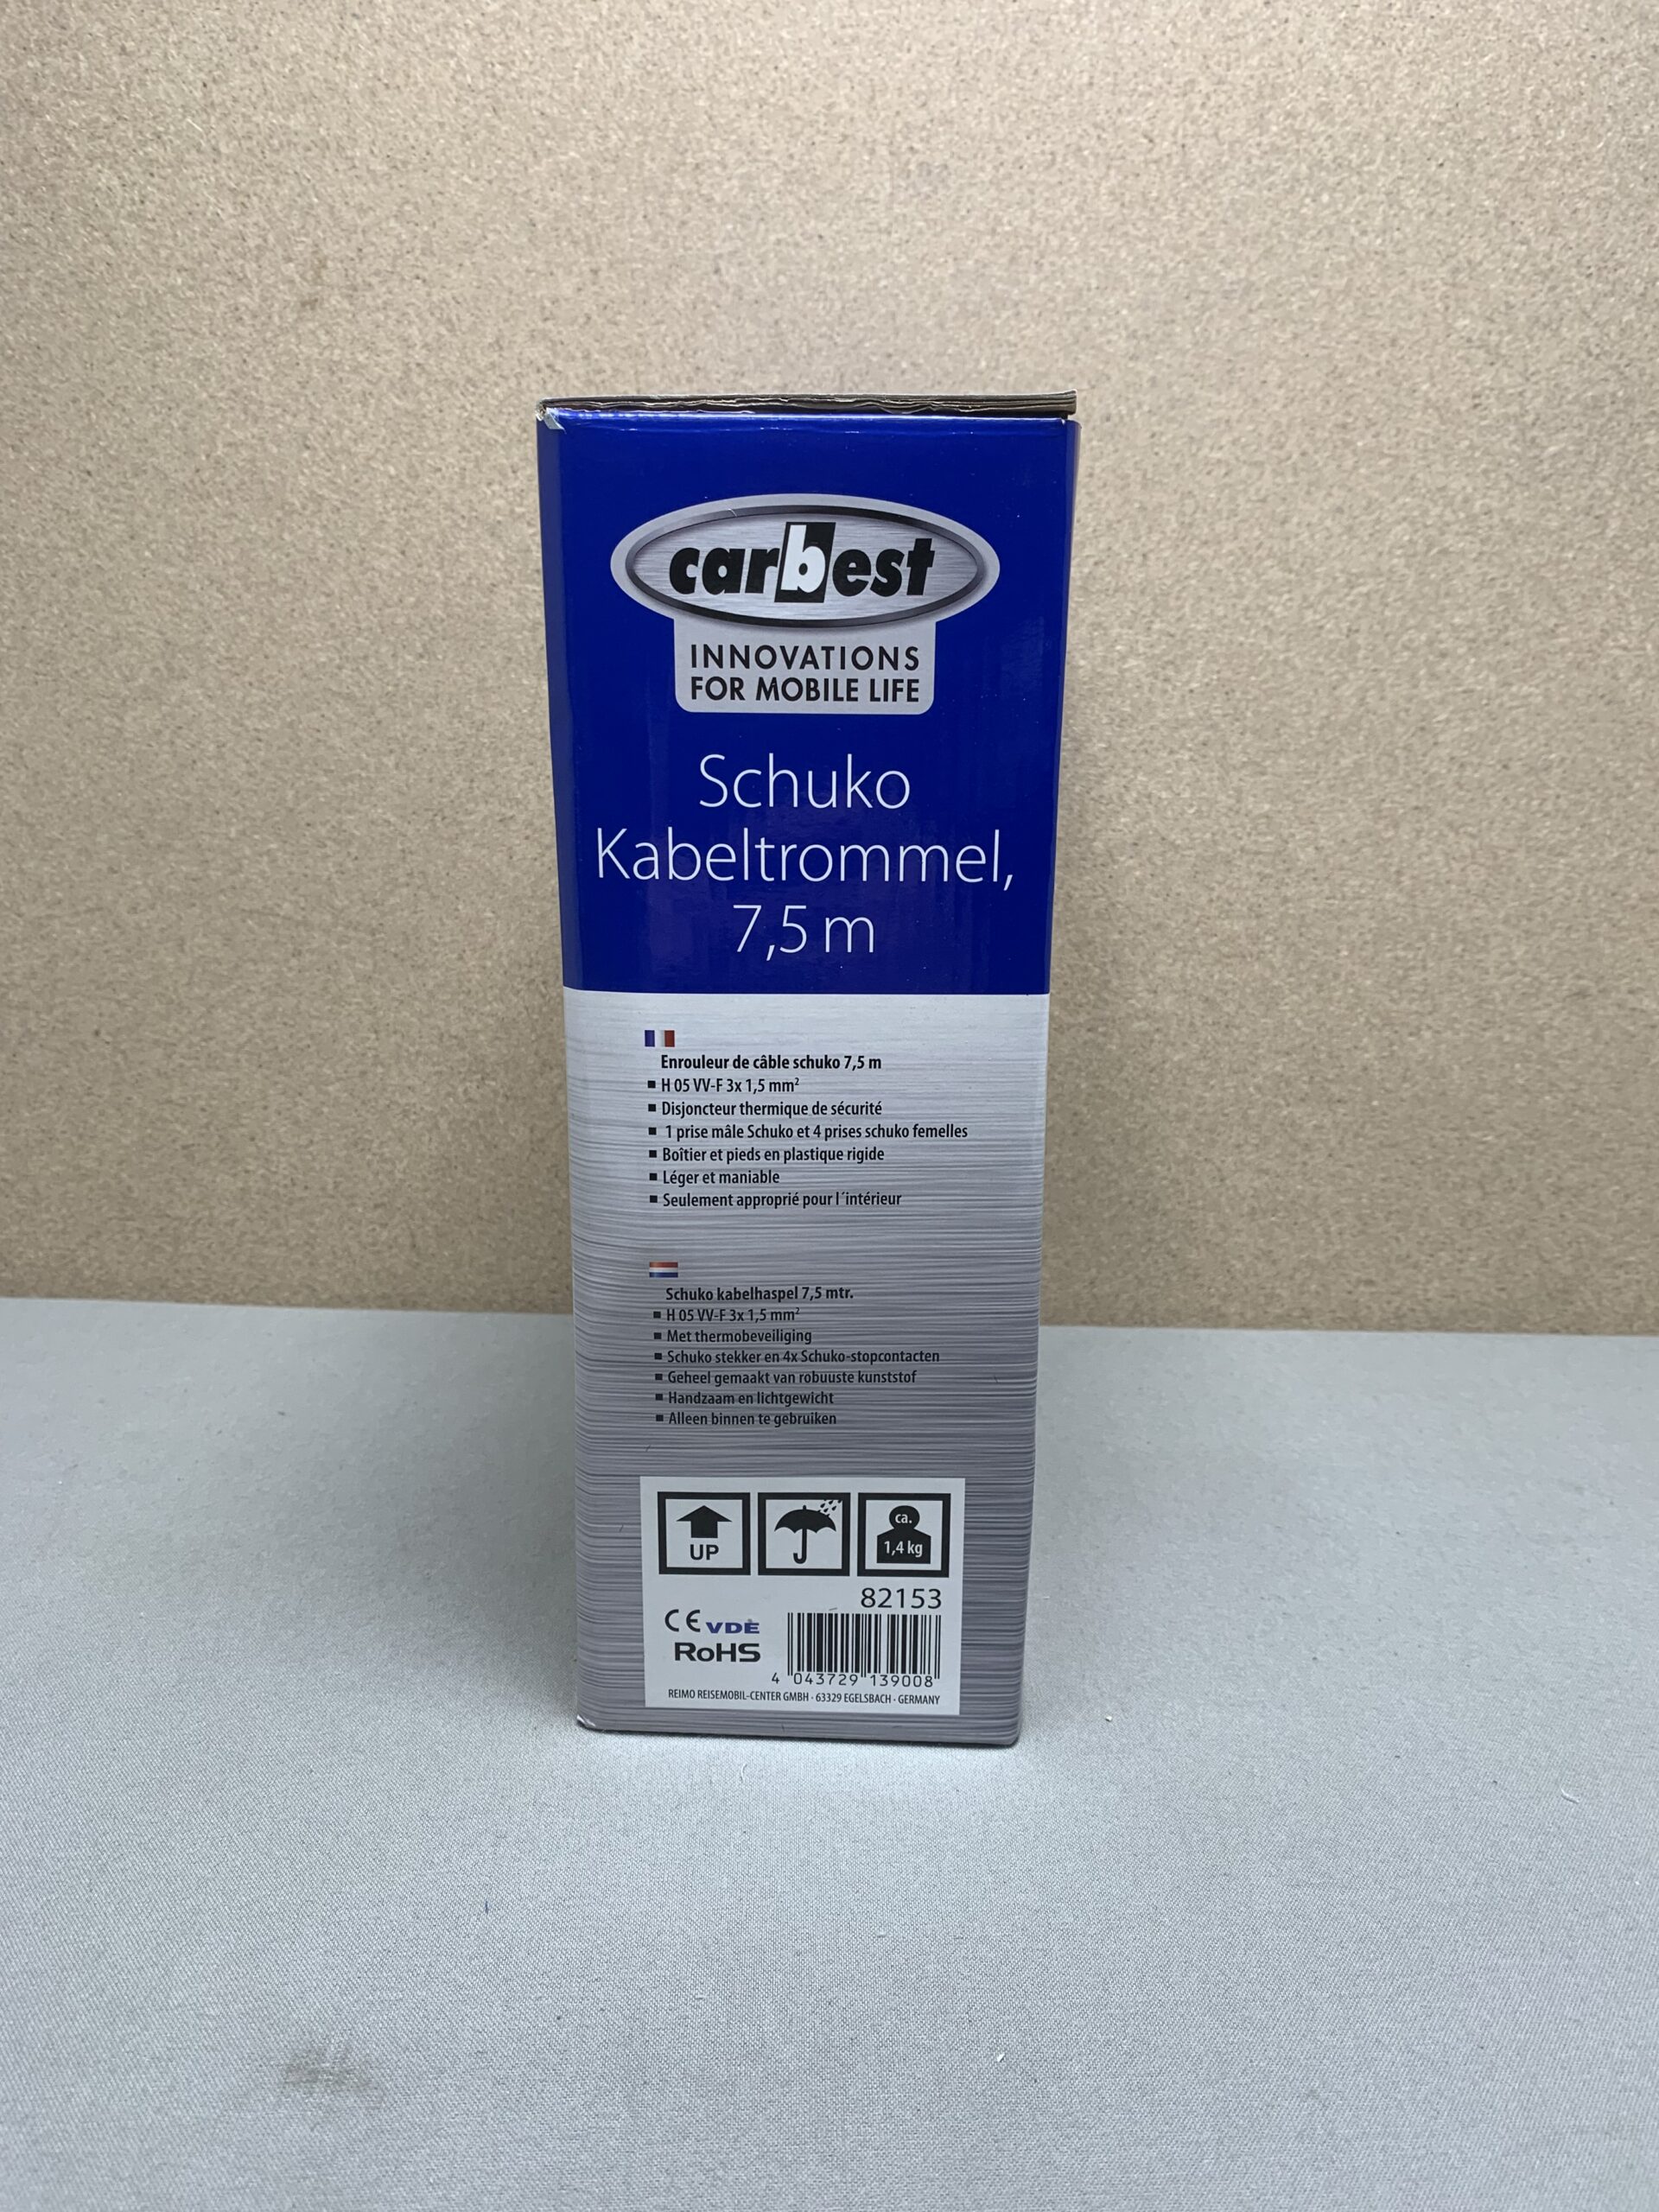 carbest
INNOVATIONS
FOR MOBILE LIFE
Schuko
Kabeltrommel,
7,5 m
Enrouleur de câble schuko 7,5 m
▪ H 05 VV-F 3x 1,5 mm²
▪ Disjoncteur thermique de sécurité
▪ 1 prise mâle Schuko et 4 prises schuko femelles
▪ Boîtier et pieds en plastique rigide
▪ Léger et maniable
▪ Seulement approprié pour l´intérieur
Schuko kabelhaspel 7,5 mtr.
▪ H 05 VV-F 3x 1,5 mm²
▪ Met thermobeveiliging
▪ Schuko stekker en 4x Schuko-stopcontacten
▪ Geheel gemaakt van robuuste kunststof
▪ Handzaam en lichtgewicht
▪ Alleen binnen te gebruiken
UP
ca.
1,4 kg
82153
CE VDE
RoHS
4 043729 139008
REIMO REISEMOBIL-CENTER GMBH · 63329 EGELSBACH · GERMANY